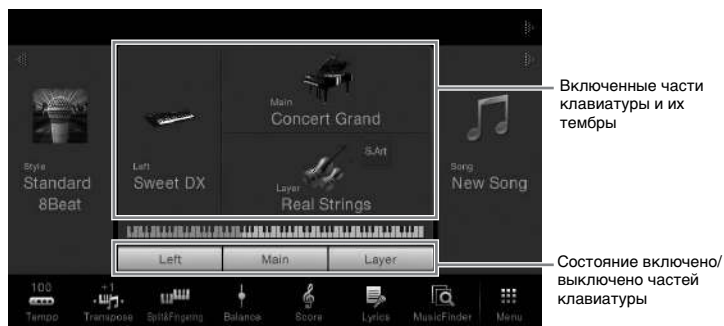 Main
Concert Grand
Style
Standard
8Beat
Left
Sweet DX
S.Art
Layer
Real Strings
Song
New Song
Left
Main
Layer
100
Tempo
+1
Transpose
Split&Fingering
Balance
Score
Lyrics
MusicFinder
Menu
Включенные части
клавиатуры и их
тембры
Состояние включено/
выключено частей
клавиатуры